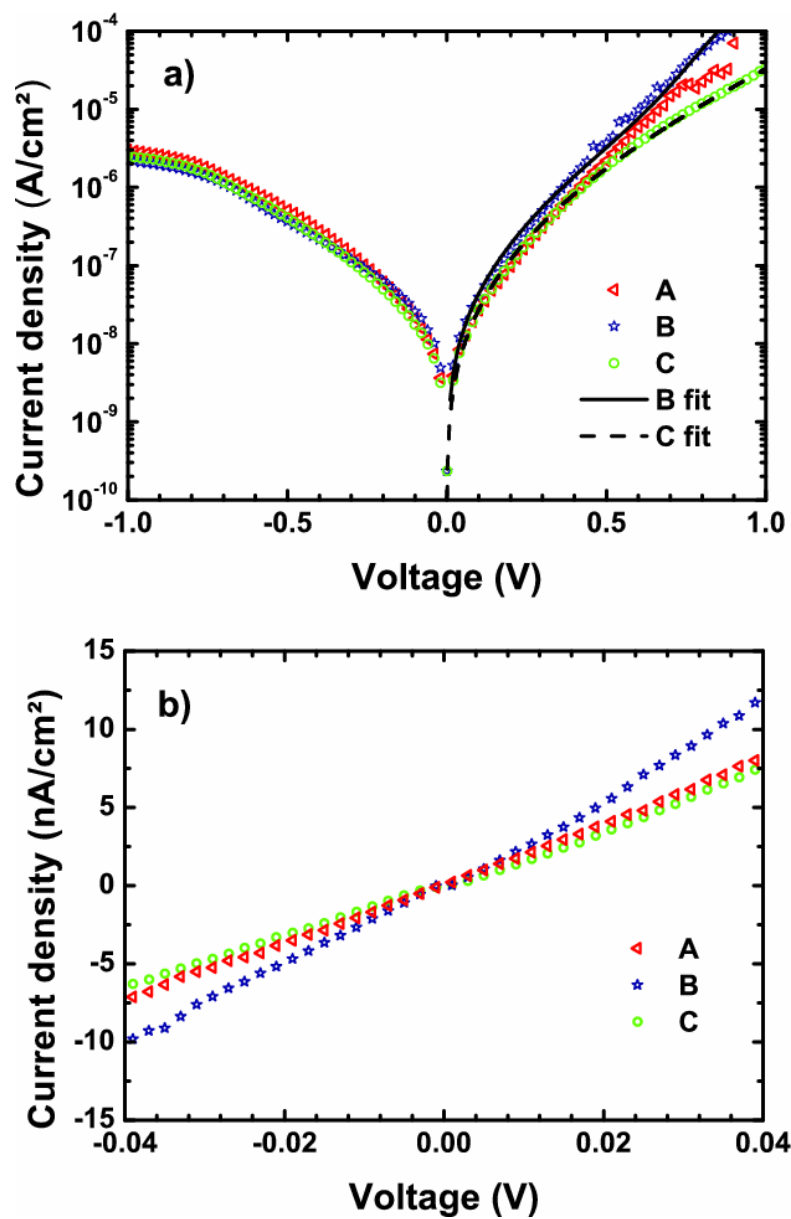 a)
Current density (A/cm²)
10⁻⁴
10⁻⁵
10⁻⁶
10⁻⁷
10⁻⁸
10⁻⁹
10⁻¹⁰
A
B
C
B fit
C fit
-1.0 -0.5 0.0 0.5 1.0
Voltage (V)
b)
Current density (nA/cm²)
15
10
5
0
-5
-10
-15
A
B
C
-0.04 -0.02 0.00 0.02 0.04
Voltage (V)